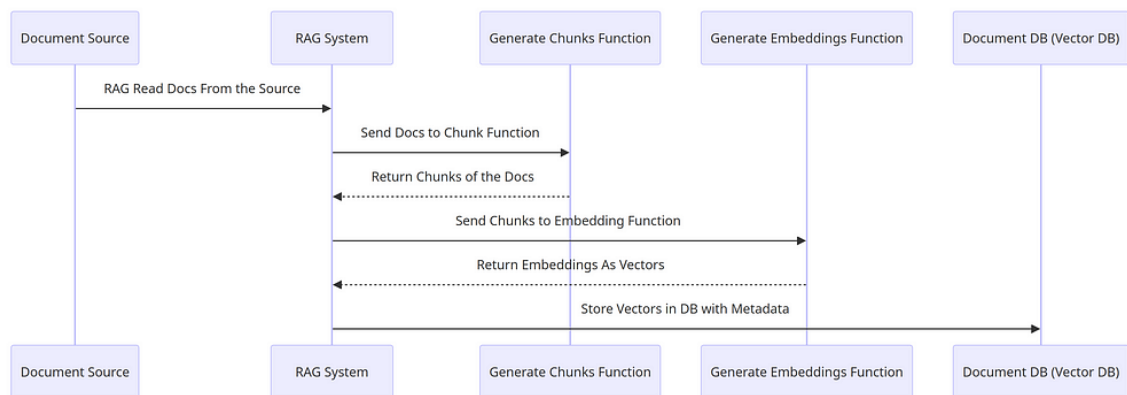 Document Source
RAG System
Generate Chunks Function
Generate Embeddings Function
Document DB (Vector DB)
RAG Read Docs From the Source
Send Docs to Chunk Function
Return Chunks of the Docs
Send Chunks to Embedding Function
Return Embeddings As Vectors
Store Vectors in DB with Metadata
Document Source
RAG System
Generate Chunks Function
Generate Embeddings Function
Document DB (Vector DB)